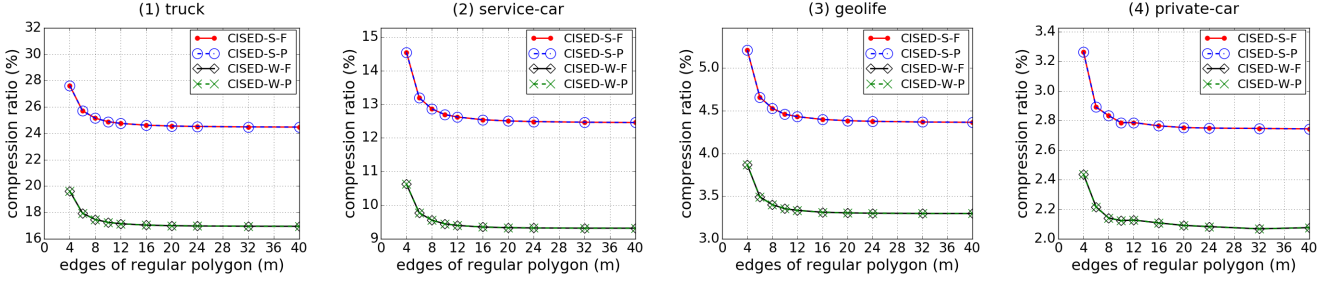 (1) truck
compression ratio (%)
32
30
28
26
24
22
20
18
16
CISED-S-F
CISED-S-P
CISED-W-F
CISED-W-P
0 4 8 12 16 20 24 28 32 36 40
edges of regular polygon (m)
(2) service-car
compression ratio (%)
15
14
13
12
11
10
9
CISED-S-F
CISED-S-P
CISED-W-F
CISED-W-P
0 4 8 12 16 20 24 28 32 36 40
edges of regular polygon (m)
(3) geolife
compression ratio (%)
5.0
4.5
4.0
3.5
3.0
CISED-S-F
CISED-S-P
CISED-W-F
CISED-W-P
0 4 8 12 16 20 24 28 32 36 40
edges of regular polygon (m)
(4) private-car
compression ratio (%)
3.4
3.2
3.0
2.8
2.6
2.4
2.2
2.0
CISED-S-F
CISED-S-P
CISED-W-F
CISED-W-P
0 4 8 12 16 20 24 28 32 36 40
edges of regular polygon (m)